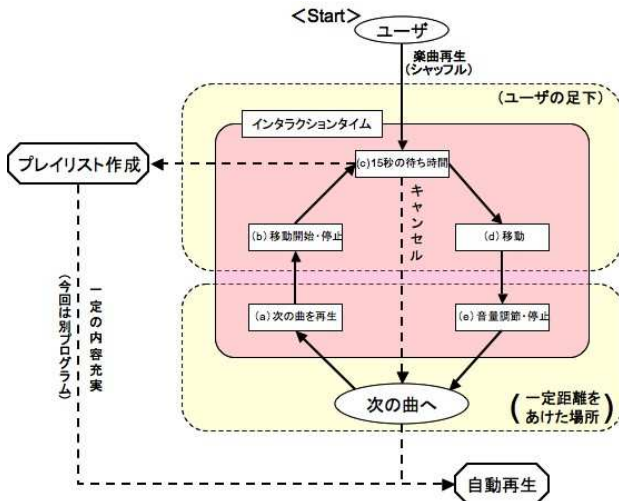 ＜Start＞
ユーザ
楽曲再生
(シャッフル)
(ユーザの足下)
インタラクションタイム
プレイリスト作成
(c)15秒の待ち時間
キャンセル
(b)移動開始・停止
(d)移動
(a)次の曲を再生
(e)音量調節・停止
一定の内容充実
(今回は別プログラム)
次の曲へ
(一定距離を
あけた場所)
自動再生